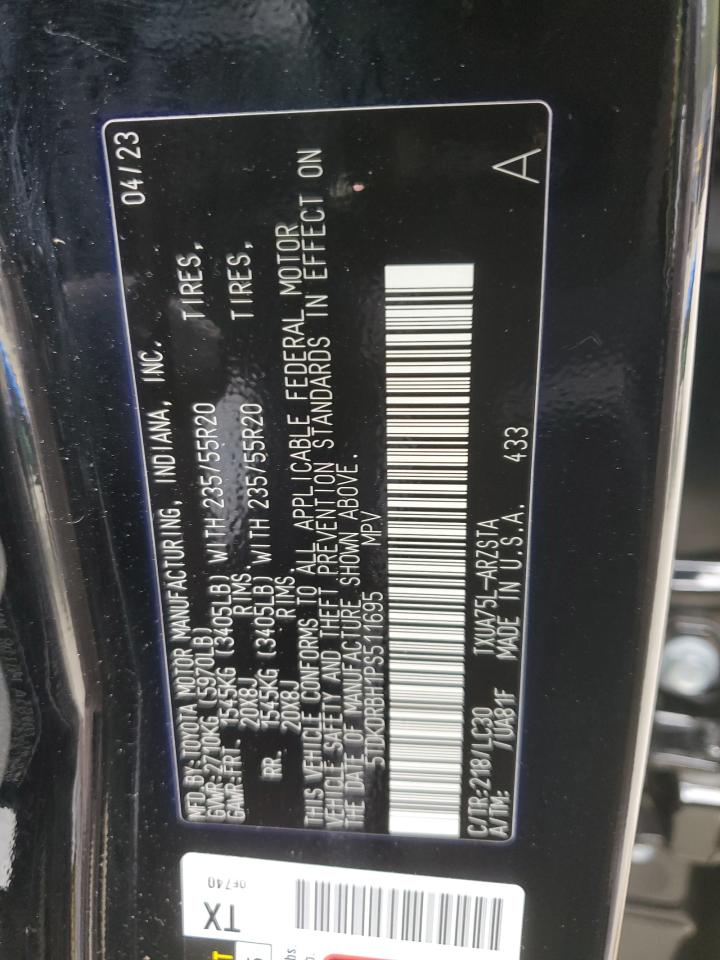 MFD BY: TOYOTA MOTOR MANUFACTURING, INDIANA, INC. 04/23
GVWR: 2710KG (5970LB)
GAWR: FRT. 1545KG (3405LB) WITH 235/55R20 TIRES,
20X8J RIMS.
RR. 1545KG (3405LB) WITH 235/55R20 TIRES,
20X8J RIMS.
THIS VEHICLE CONFORMS TO ALL APPLICABLE FEDERAL MOTOR
VEHICLE SAFETY AND THEFT PREVENTION STANDARDS IN EFFECT ON
THE DATE OF MANUFACTURE SHOWN ABOVE.
5TDK0RBH1PS511695 MPV
C/TR: 218/LC30 TXUA75L-ARZSTA A
A/TM: /UA81F MADE IN U.S.A. 433
0F740
TX